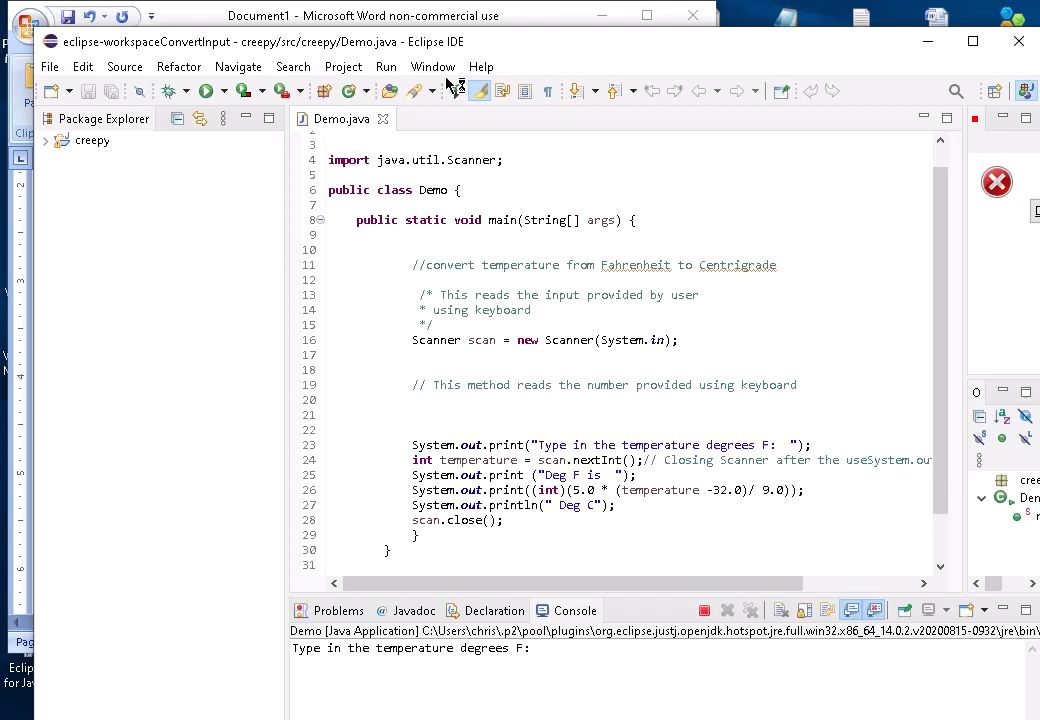 Document1 - Microsoft Word non-commercial use
eclipse-workspaceConvertInput - creepy/src/creepy/Demo.java - Eclipse IDE
File Edit Source Refactor Navigate Search Project Run Window Help
Pa
Clip
Package Explorer
Demo.java
creepy
3
4 import java.util.Scanner;
5
6 public class Demo {
7
8 public static void main(String[] args) {
9
10
11 //convert temperature from Fahrenheit to Centrigrade
12
13 /* This reads the input provided by user
14 * using keyboard
15 */
16 Scanner scan = new Scanner(System.in);
17
18
19 // This method reads the number provided using keyboard
20
21
22
23 System.out.print("Type in the temperature degrees F:  ");
24 int temperature = scan.nextInt();// Closing Scanner after the useSystem.out
25 System.out.print ("Deg F is  ");
26 System.out.print((int)(5.0 * (temperature -32.0)/ 9.0));
27 System.out.println(" Deg C");
28 scan.close();
29 }
30 }
31
O
cree
Den
Problems @ Javadoc Declaration Console
Demo [Java Application] C:\Users\chris\.p2\pool\plugins\org.eclipse.justj.openjdk.hotspot.jre.full.win32.x86_64_14.0.2.v20200815-0932\jre\bin\
Type in the temperature degrees F:
Pag
Eclip
for Jav